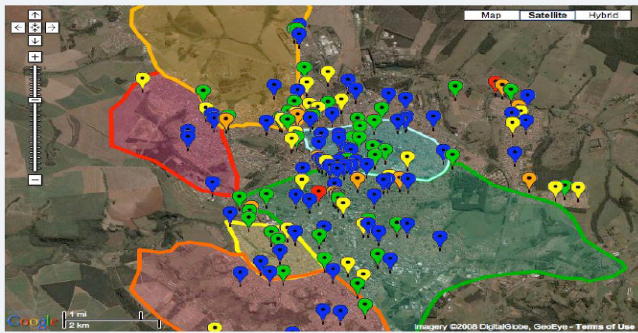 Map Satellite Hybrid
1 mi
2 km
Google
Imagery ©2008 DigitalGlobe, GeoEye - Terms of Use